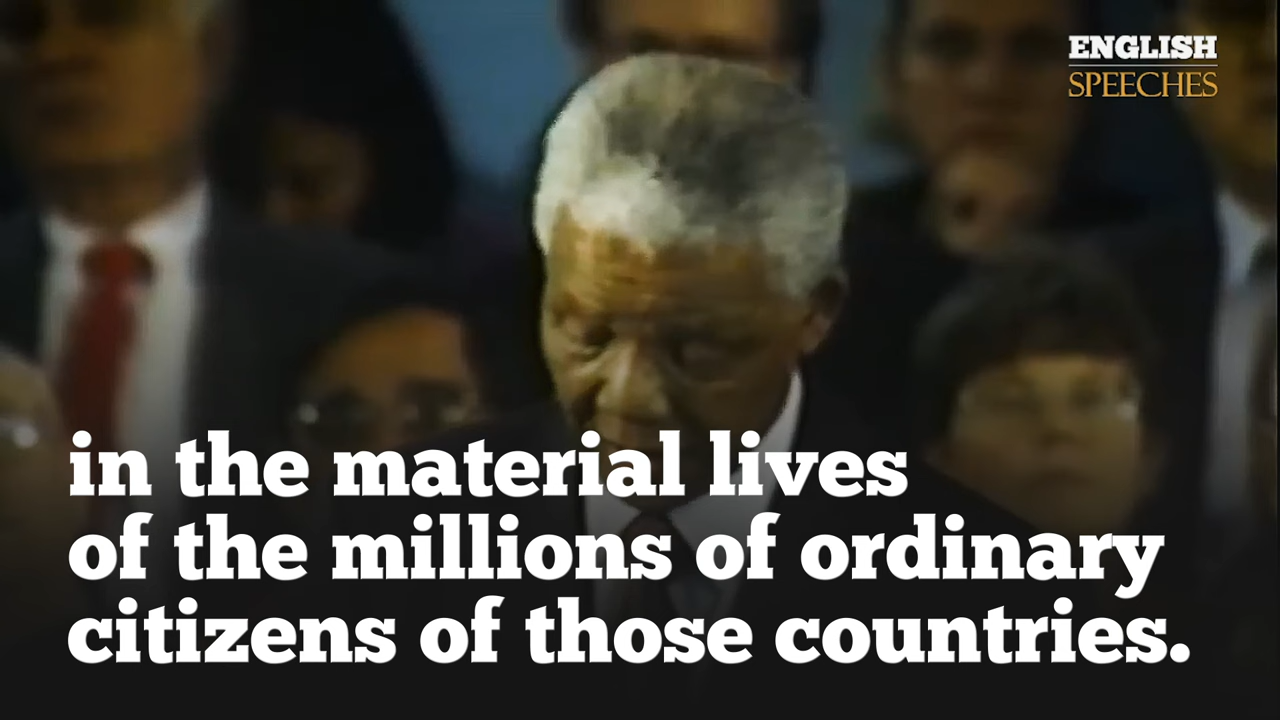 ENGLISH
SPEECHES
in the material lives
of the millions of ordinary
citizens of those countries.